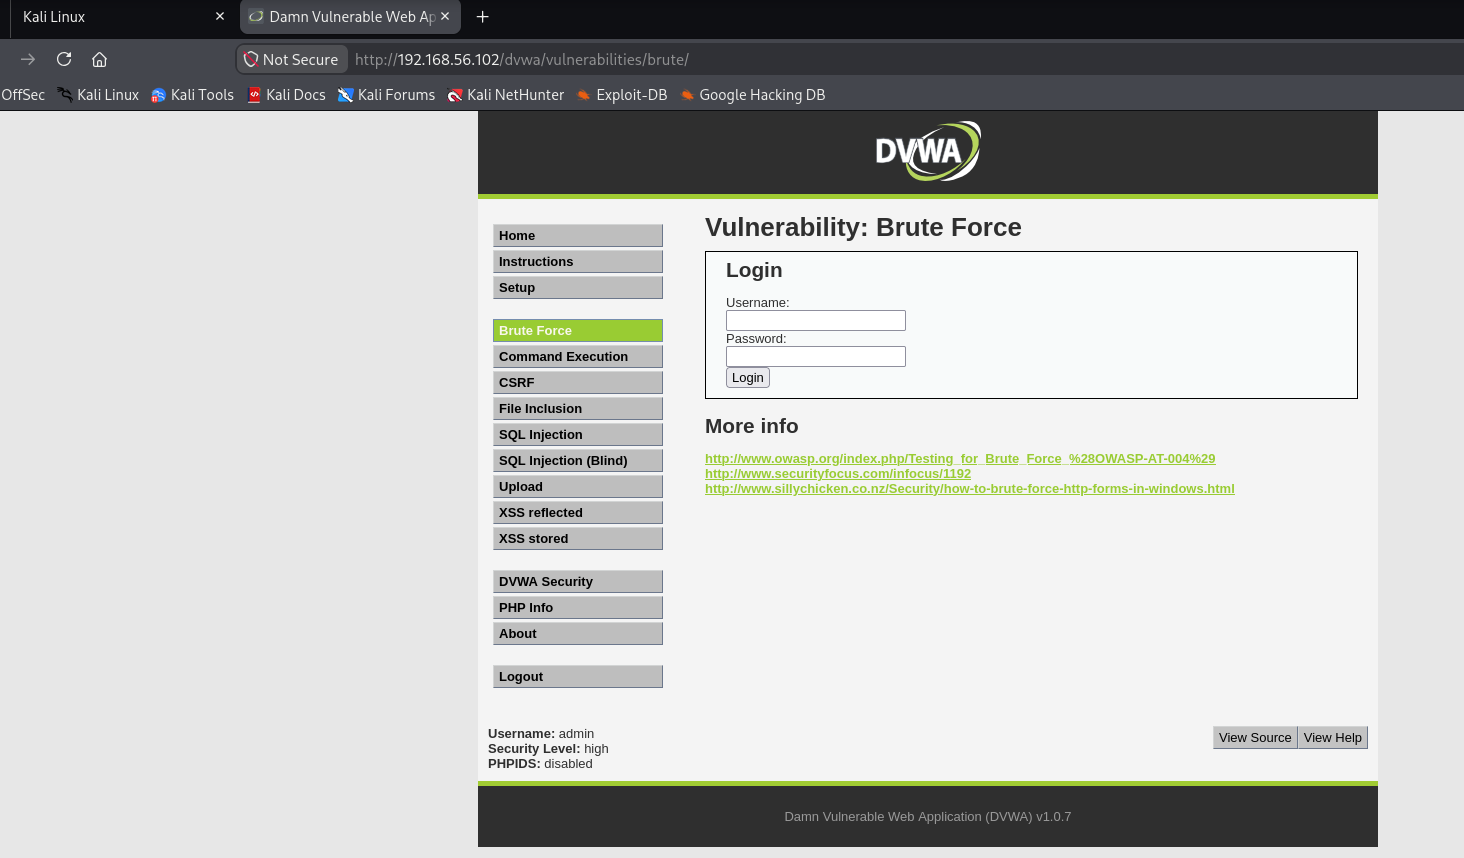 Kali Linux
Damn Vulnerable Web Ap
Not Secure http://192.168.56.102/dvwa/vulnerabilities/brute/
OffSec Kali Linux Kali Tools Kali Docs Kali Forums Kali NetHunter Exploit-DB Google Hacking DB
DVWA
Home
Instructions
Setup
Brute Force
Command Execution
CSRF
File Inclusion
SQL Injection
SQL Injection (Blind)
Upload
XSS reflected
XSS stored
DVWA Security
PHP Info
About
Logout
Vulnerability: Brute Force
Login
Username:
Password:
Login
More info
http://www.owasp.org/index.php/Testing_for_Brute_Force_%28OWASP-AT-004%29
http://www.securityfocus.com/infocus/1192
http://www.sillychicken.co.nz/Security/how-to-brute-force-http-forms-in-windows.html
Username: admin
Security Level: high
PHPIDS: disabled
View Source View Help
Damn Vulnerable Web Application (DVWA) v1.0.7